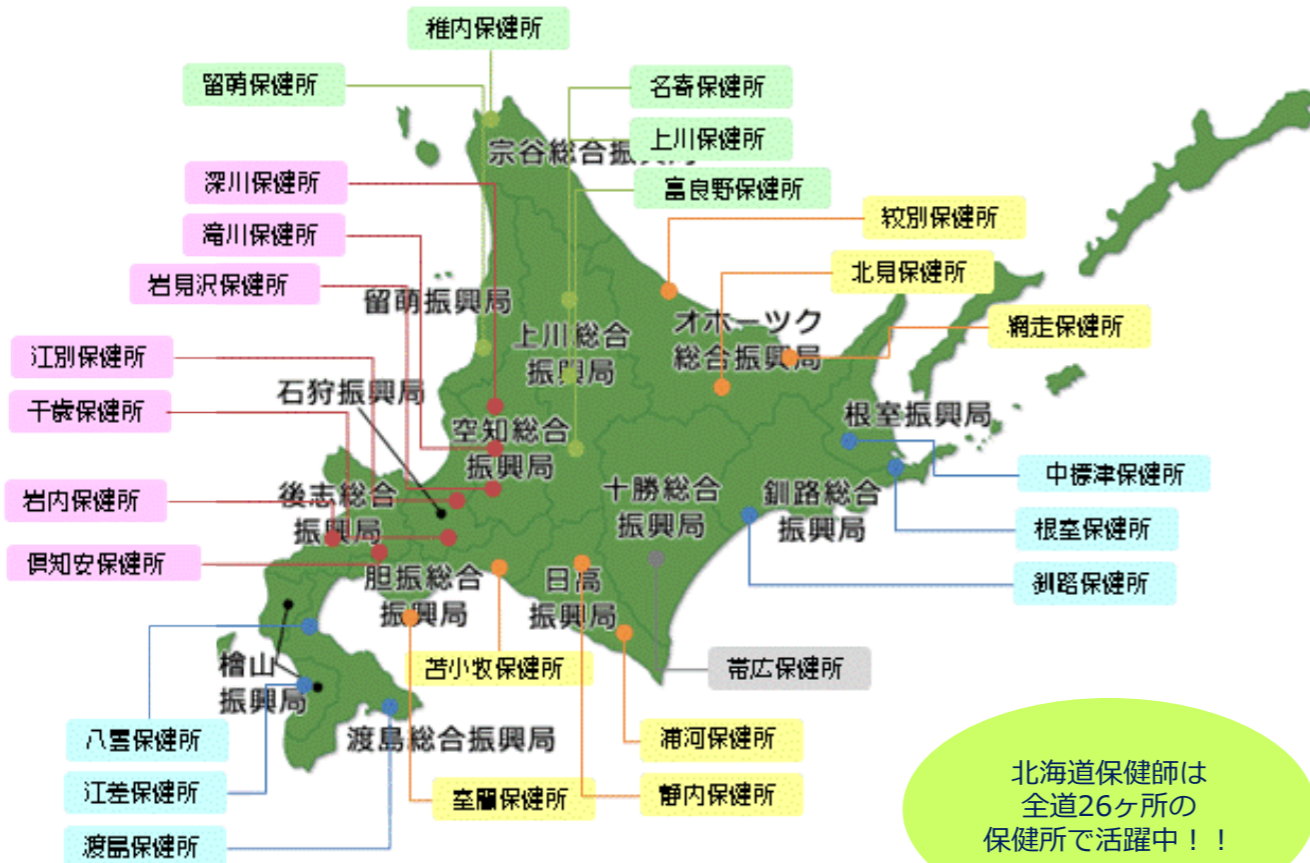 稚内保健所
留萌保健所
名寄保健所
上川保健所
宗谷総合振興局
深川保健所
富良野保健所
紋別保健所
滝川保健所
北見保健所
岩見沢保健所
留萌振興局
オホーツク
総合振興局
網走保健所
上川総合
振興局
江別保健所
石狩振興局
千歳保健所
根室振興局
空知総合
振興局
中標津保健所
岩内保健所
後志総合
振興局
十勝総合
振興局
釧路総合
振興局
根室保健所
倶知安保健所
胆振総合
振興局
日高
振興局
釧路保健所
檜山
振興局
苫小牧保健所
帯広保健所
八雲保健所
渡島総合振興局
浦河保健所
江差保健所
室蘭保健所
静内保健所
渡島保健所
北海道保健師は
全道26ヶ所の
保健所で活躍中！！